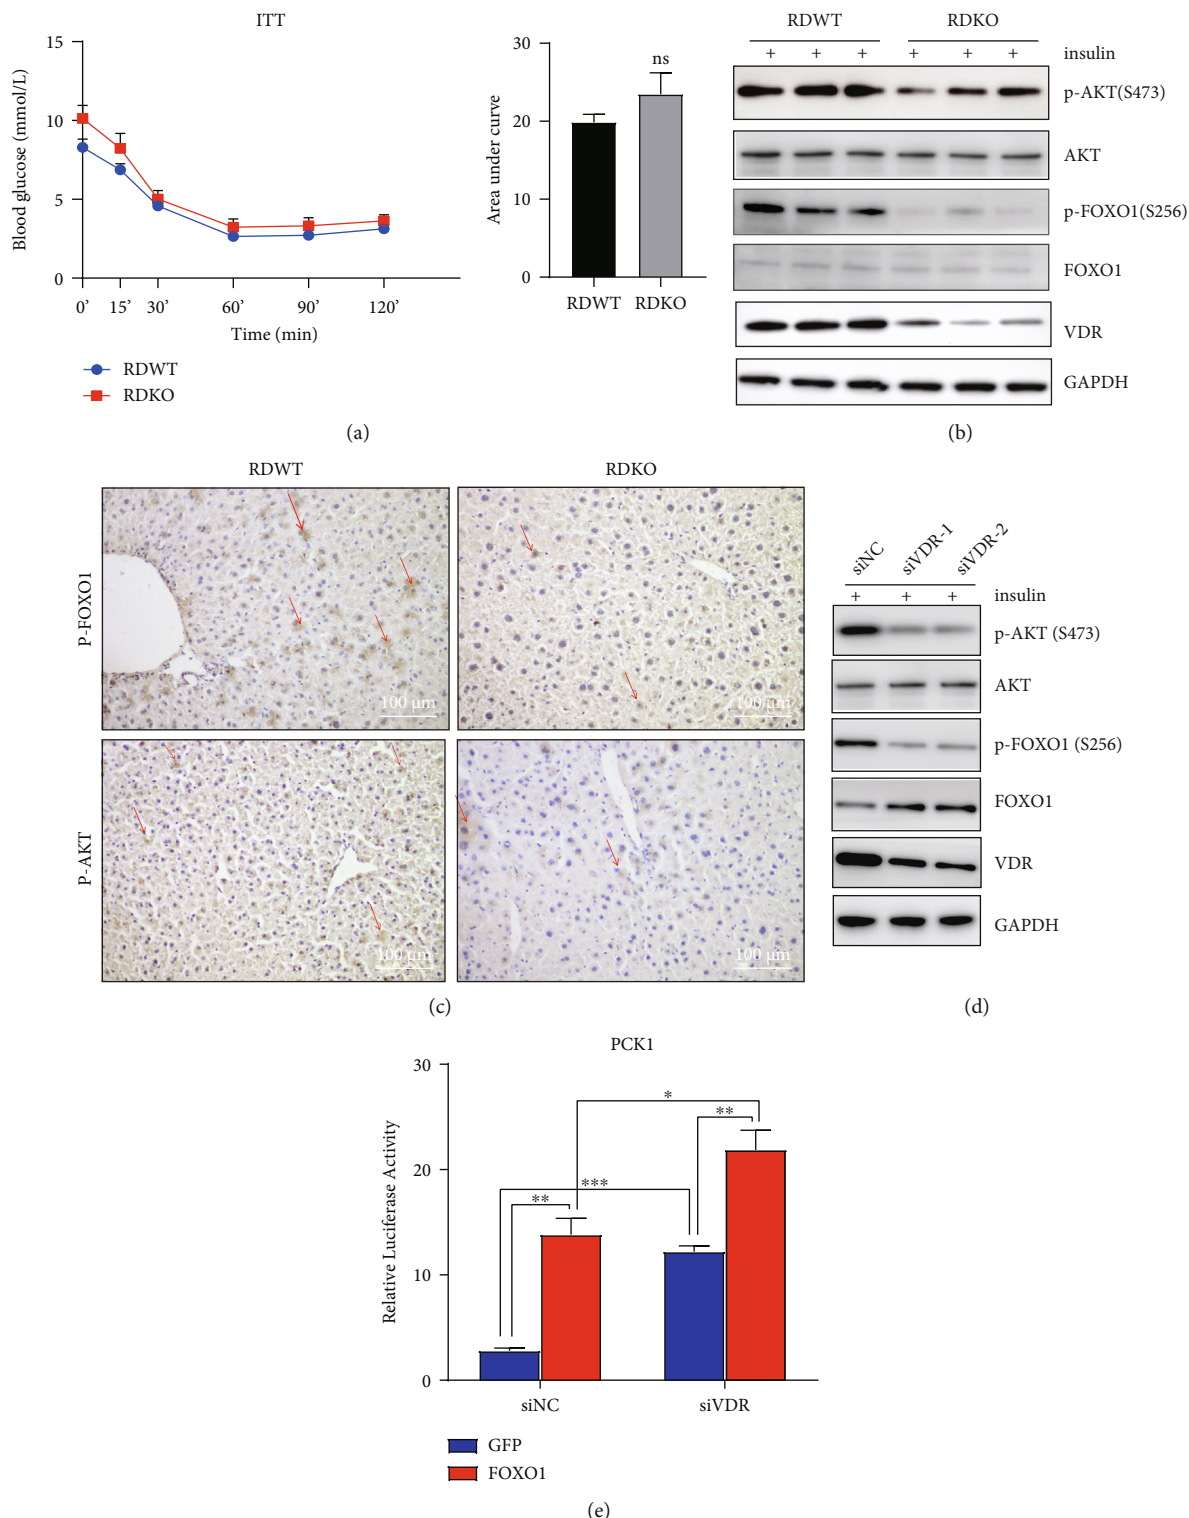 ITT
15
10
5
0
Blood glucose (mmol/L)
0’ 15’ 30’ 60’ 90’ 120’
Time (min)
RDWT
RDKO
30
20
10
0
Area under curve
ns
RDWT RDKO
(a)
RDWT RDKO
+ + + + + + insulin
p-AKT(S473)
AKT
p-FOXO1(S256)
FOXO1
VDR
GAPDH
(b)
RDWT RDKO
P-FOXO1
100 μm 100 μm
P-AKT
100 μm 100 μm
(c)
siNC siVDR-1 siVDR-2
+ + + insulin
p-AKT (S473)
AKT
p-FOXO1 (S256)
FOXO1
VDR
GAPDH
(d)
PCK1
30
20
10
0
Relative Luciferase Activity
*
**
***
**
siNC siVDR
GFP
FOXO1
(e)